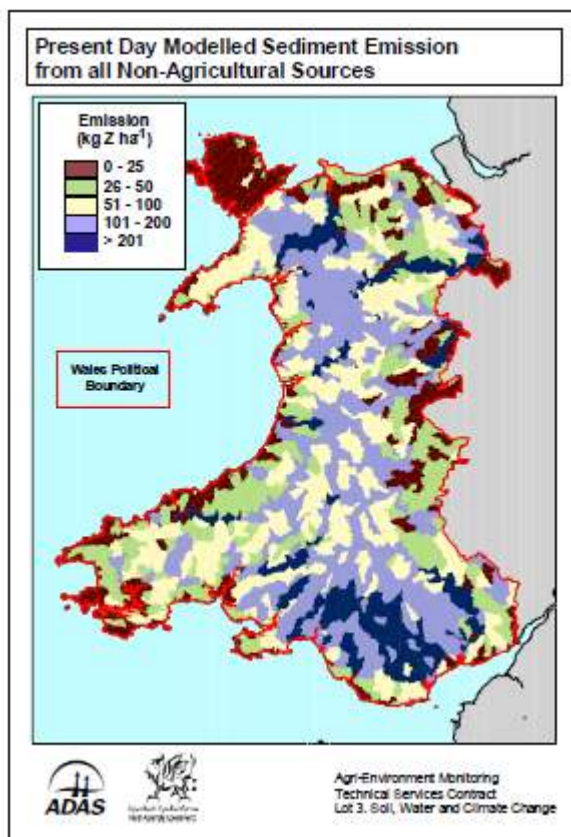 Present Day Modelled Sediment Emission
from all Non-Agricultural Sources
Emission
(kg Z ha⁻¹)
0 - 25
26 - 50
51 - 100
101 - 200
> 201
Wales Political
Boundary
ADAS
Agri-Environment Monitoring
Technical Services Contract
Lot 3. Soil, Water and Climate Change